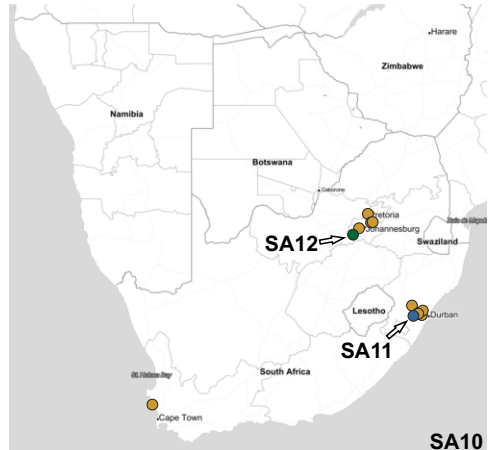 Harare
Zimbabwe
Namibia
Botswana
Gaborone
Pretoria
Johannesburg
SA12
Swaziland
Lesotho
Durban
SA11
South Africa
St. Helena Bay
Cape Town
SA10